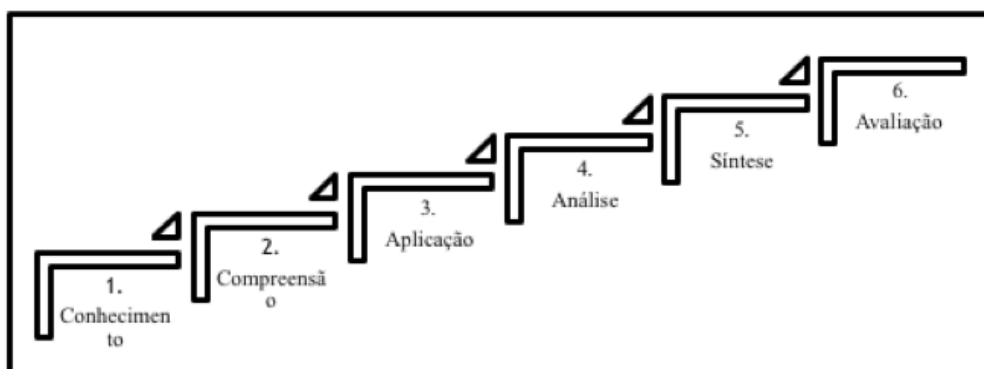 1.
Conhecimen
to
2.
Compreensã
o
3.
Aplicação
4.
Análise
5.
Síntese
6.
Avaliação